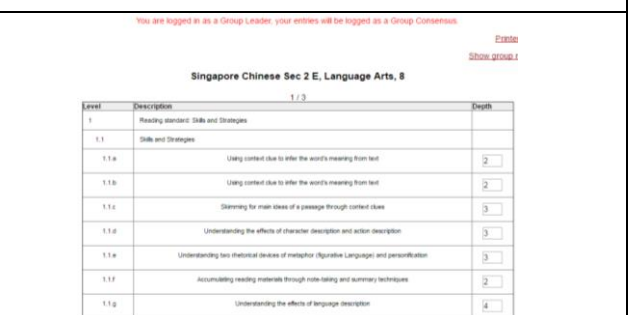 You are logged in as a Group Leader, your entries will be logged as a Group Consensus.
Printe
Show group r
Singapore Chinese Sec 2 E, Language Arts, 8
1 / 3
Level Description Depth
1 Reading standard: Skills and Strategies
1.1 Skills and Strategies
1.1.a Using context clue to infer the word's meaning from text 2
1.1.b Using context clue to infer the word's meaning from text 2
1.1.c Skimming for main ideas of a passage through context clues 3
1.1.d Understanding the effects of character description and action description 3
1.1.e Understanding two rhetorical devices of metaphor (figurative Language) and personification 3
1.1.f Accumulating reading materials through note-taking and summary techniques 2
1.1.g Understanding the effects of language description 4